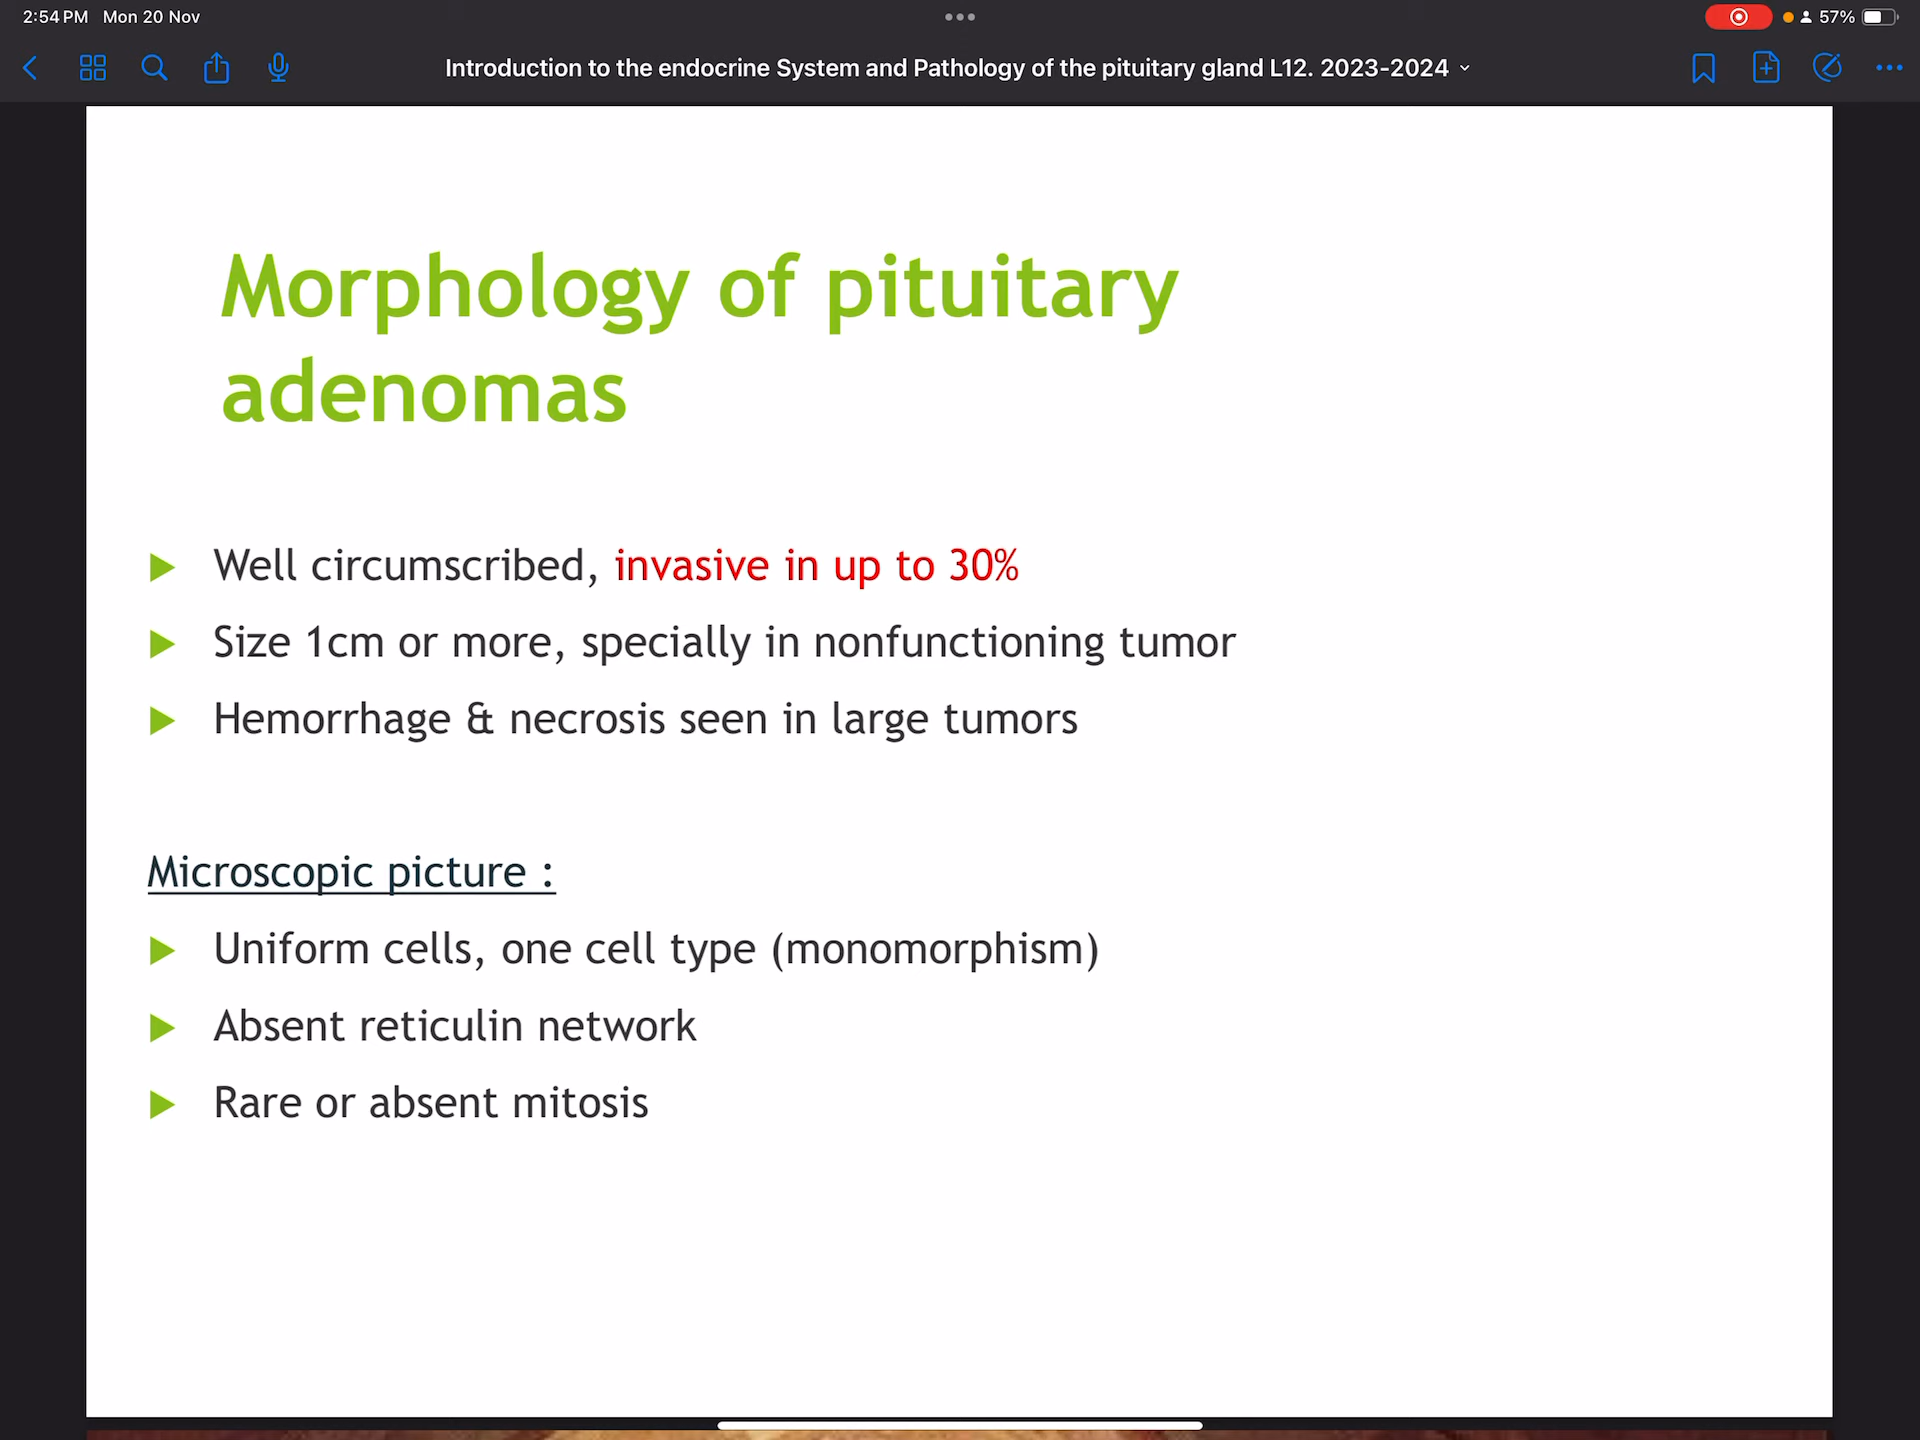 2:54 PM Mon 20 Nov
57%
Introduction to the endocrine System and Pathology of the pituitary gland L12. 2023-2024
Morphology of pituitary
adenomas
Well circumscribed, invasive in up to 30%
Size 1cm or more, specially in nonfunctioning tumor
Hemorrhage & necrosis seen in large tumors
Microscopic picture :
Uniform cells, one cell type (monomorphism)
Absent reticulin network
Rare or absent mitosis